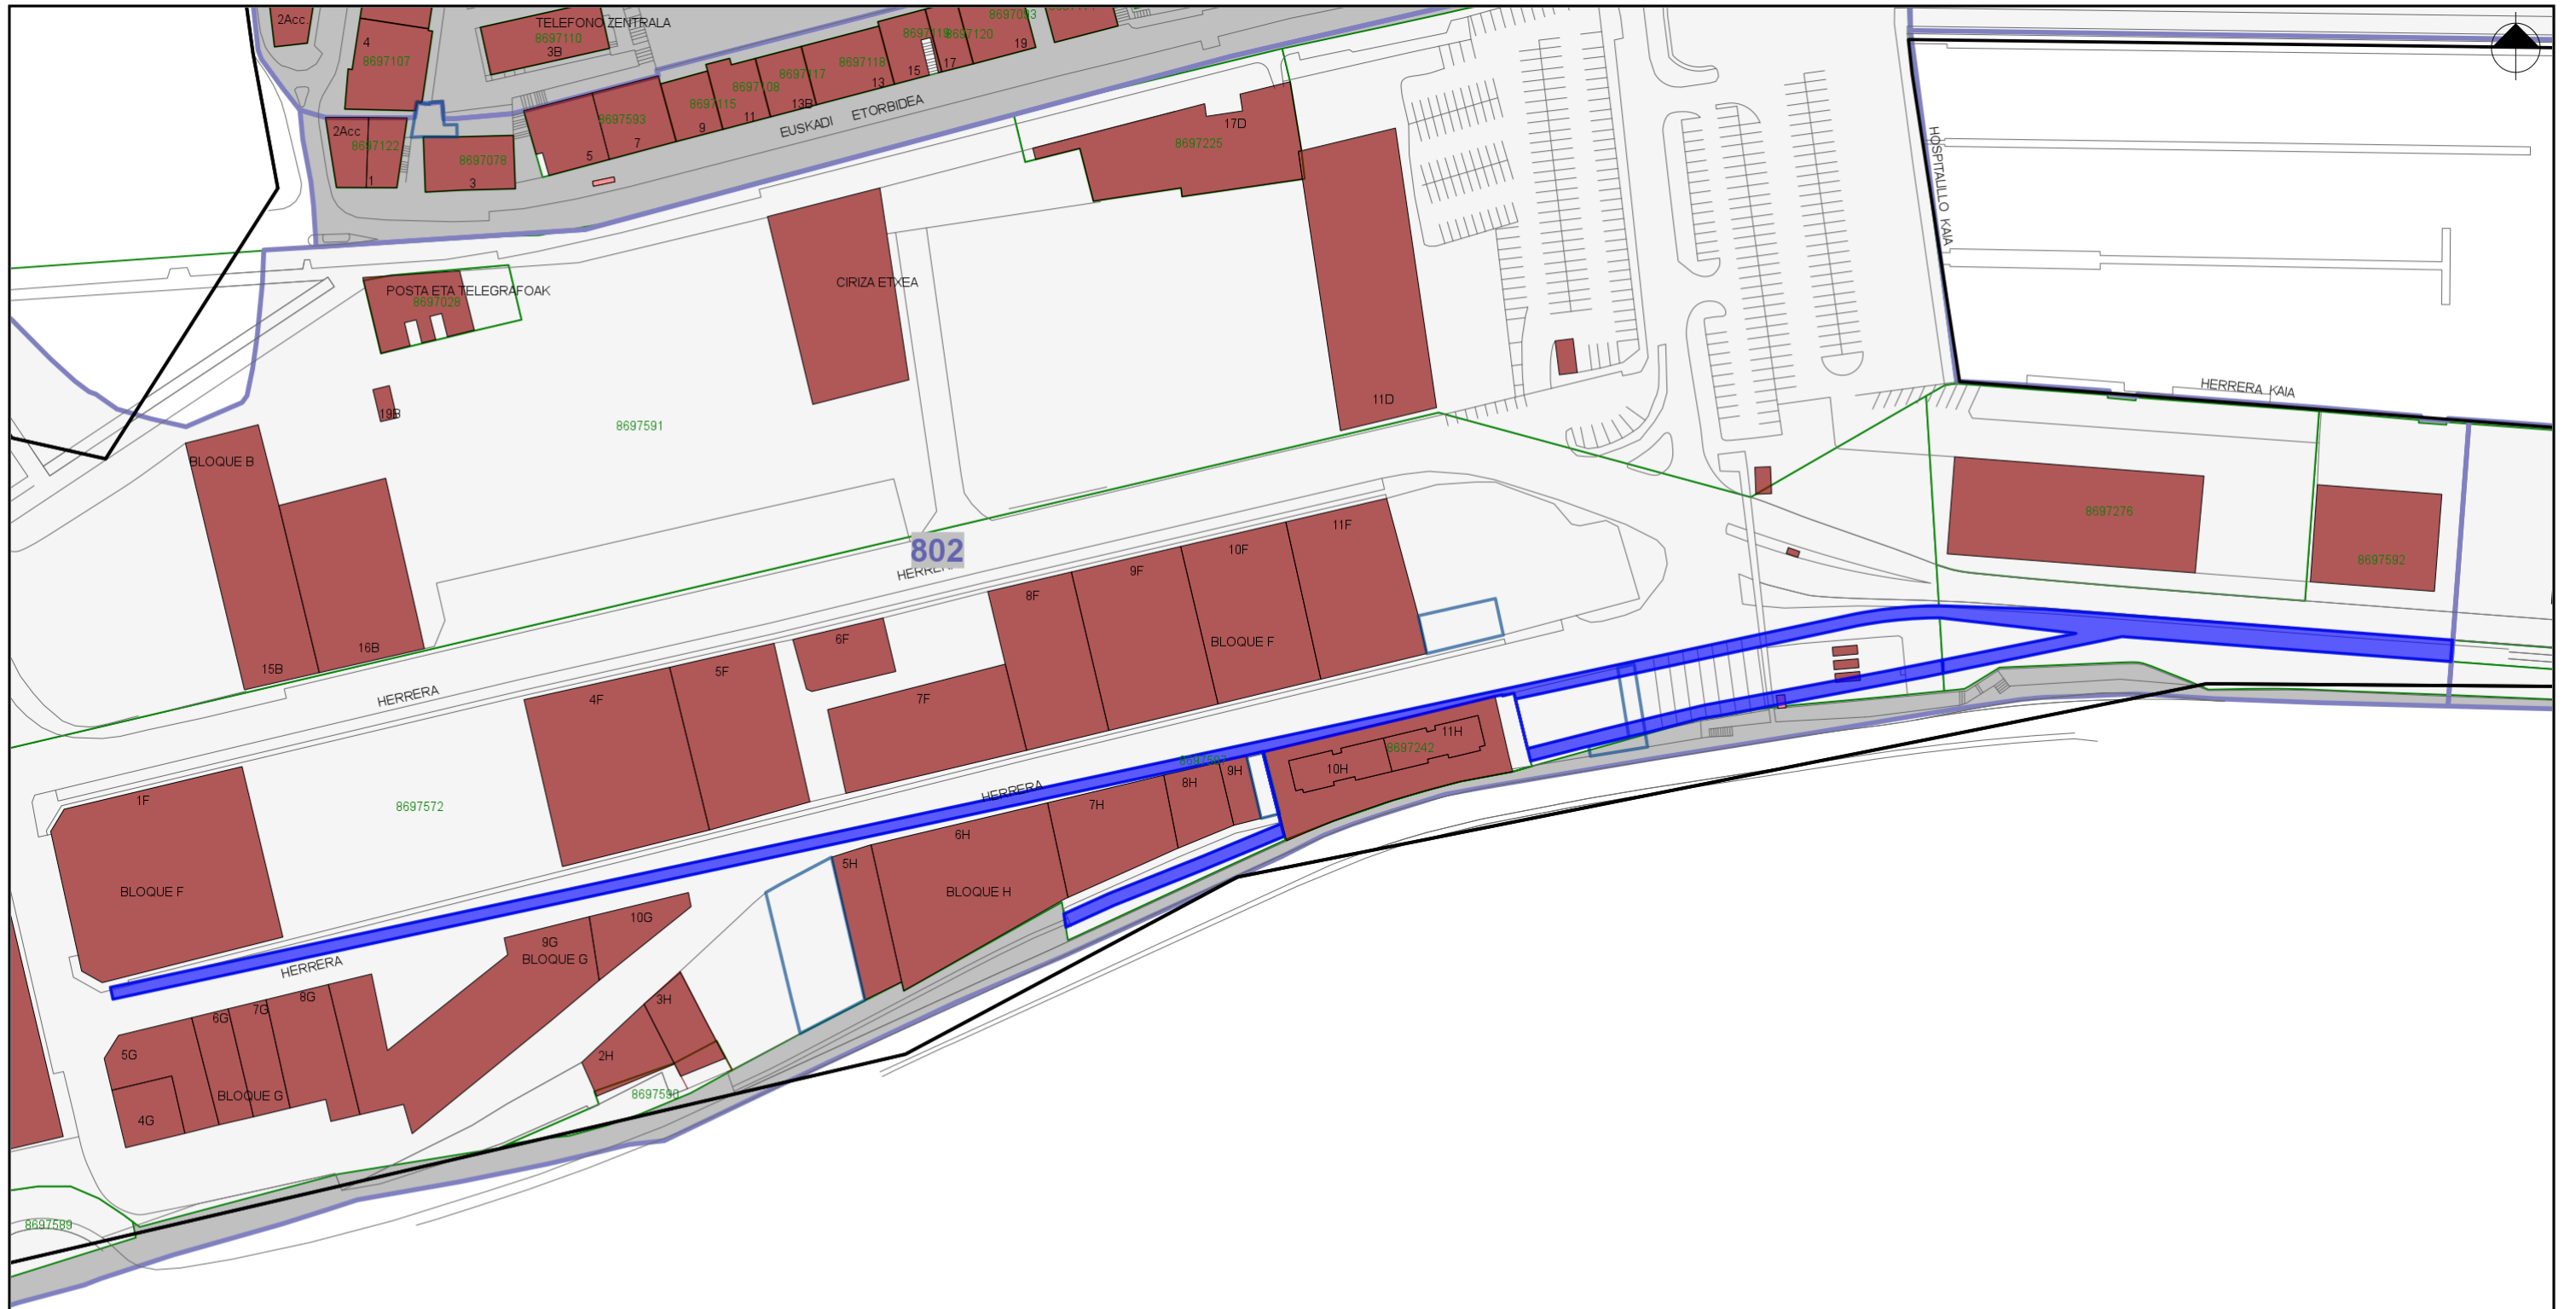 2Acc.
TELEFONO ZENTRALA
8697110
3B
4
8697107
8697119
8697120
19
17
15
8697118
13
8697117
13B
8697108
11
8697115
9
8697593
7
5
EUSKADI ETORBIDEA
2Acc
8697122
1
8697078
3
17D
8697225
HOSPITALILLO KAIA
CIRIZA ETXEA
POSTA ETA TELEGRAFOAK
8697028
HERRERA KAIA
11D
19B
8697591
BLOQUE B
8697276
8697592
802
11F
10F
9F
8F
BLOQUE F
HERRERA
6F
16B
15B
5F
4F
7F
HERRERA
11H
8697242
10H
9H
8H
7H
HERRERA
1F
8697572
6H
5H
BLOQUE F
BLOQUE H
10G
9G
BLOQUE G
HERRERA
8G
7G
6G
3H
5G
2H
BLOQUE G
4G
8697590
8697589